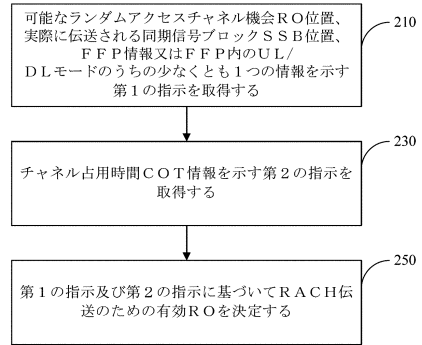 可能なランダムアクセスチャネル機会RO位置、
210
実際に伝送される同期信号ブロックSSB位置、
FFP情報又はFFP内のUL/
DLモードのうちの少なくとも1つの情報を示す
第1の指示を取得する
230
チャネル占用時間COT情報を示す第2の指示を
取得する
250
第1の指示及び第2の指示に基づいてRACH伝
送のための有効ROを決定する